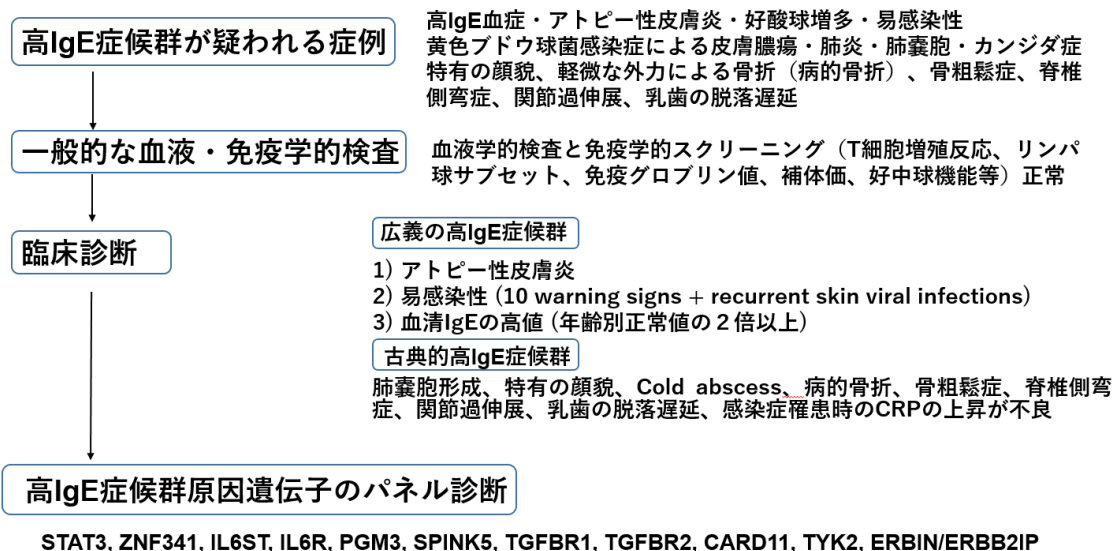 高IgE症候群が疑われる症例
高IgE血症・アトピー性皮膚炎・好酸球増多・易感染性
黄色ブドウ球菌感染症による皮膚膿瘍・肺炎・肺嚢胞・カンジダ症
特有の顔貌、軽微な外力による骨折（病的骨折）、骨粗鬆症、脊椎
側弯症、関節過伸展、乳歯の脱落遅延
一般的な血液・免疫学的検査
血液学的検査と免疫学的スクリーニング（T細胞増殖反応、リンパ
球サブセット、免疫グロブリン値、補体価、好中球機能等）正常
臨床診断
広義の高IgE症候群
1) アトピー性皮膚炎
2) 易感染性 (10 warning signs + recurrent skin viral infections)
3) 血清IgEの高値 (年齢別正常値の２倍以上)
古典的高IgE症候群
肺嚢胞形成、特有の顔貌、Cold abscess、病的骨折、骨粗鬆症、脊椎側弯
症、関節過伸展、乳歯の脱落遅延、感染症罹患時のCRPの上昇が不良
高IgE症候群原因遺伝子のパネル診断
STAT3, ZNF341, IL6ST, IL6R, PGM3, SPINK5, TGFBR1, TGFBR2, CARD11, TYK2, ERBIN/ERBB2IP